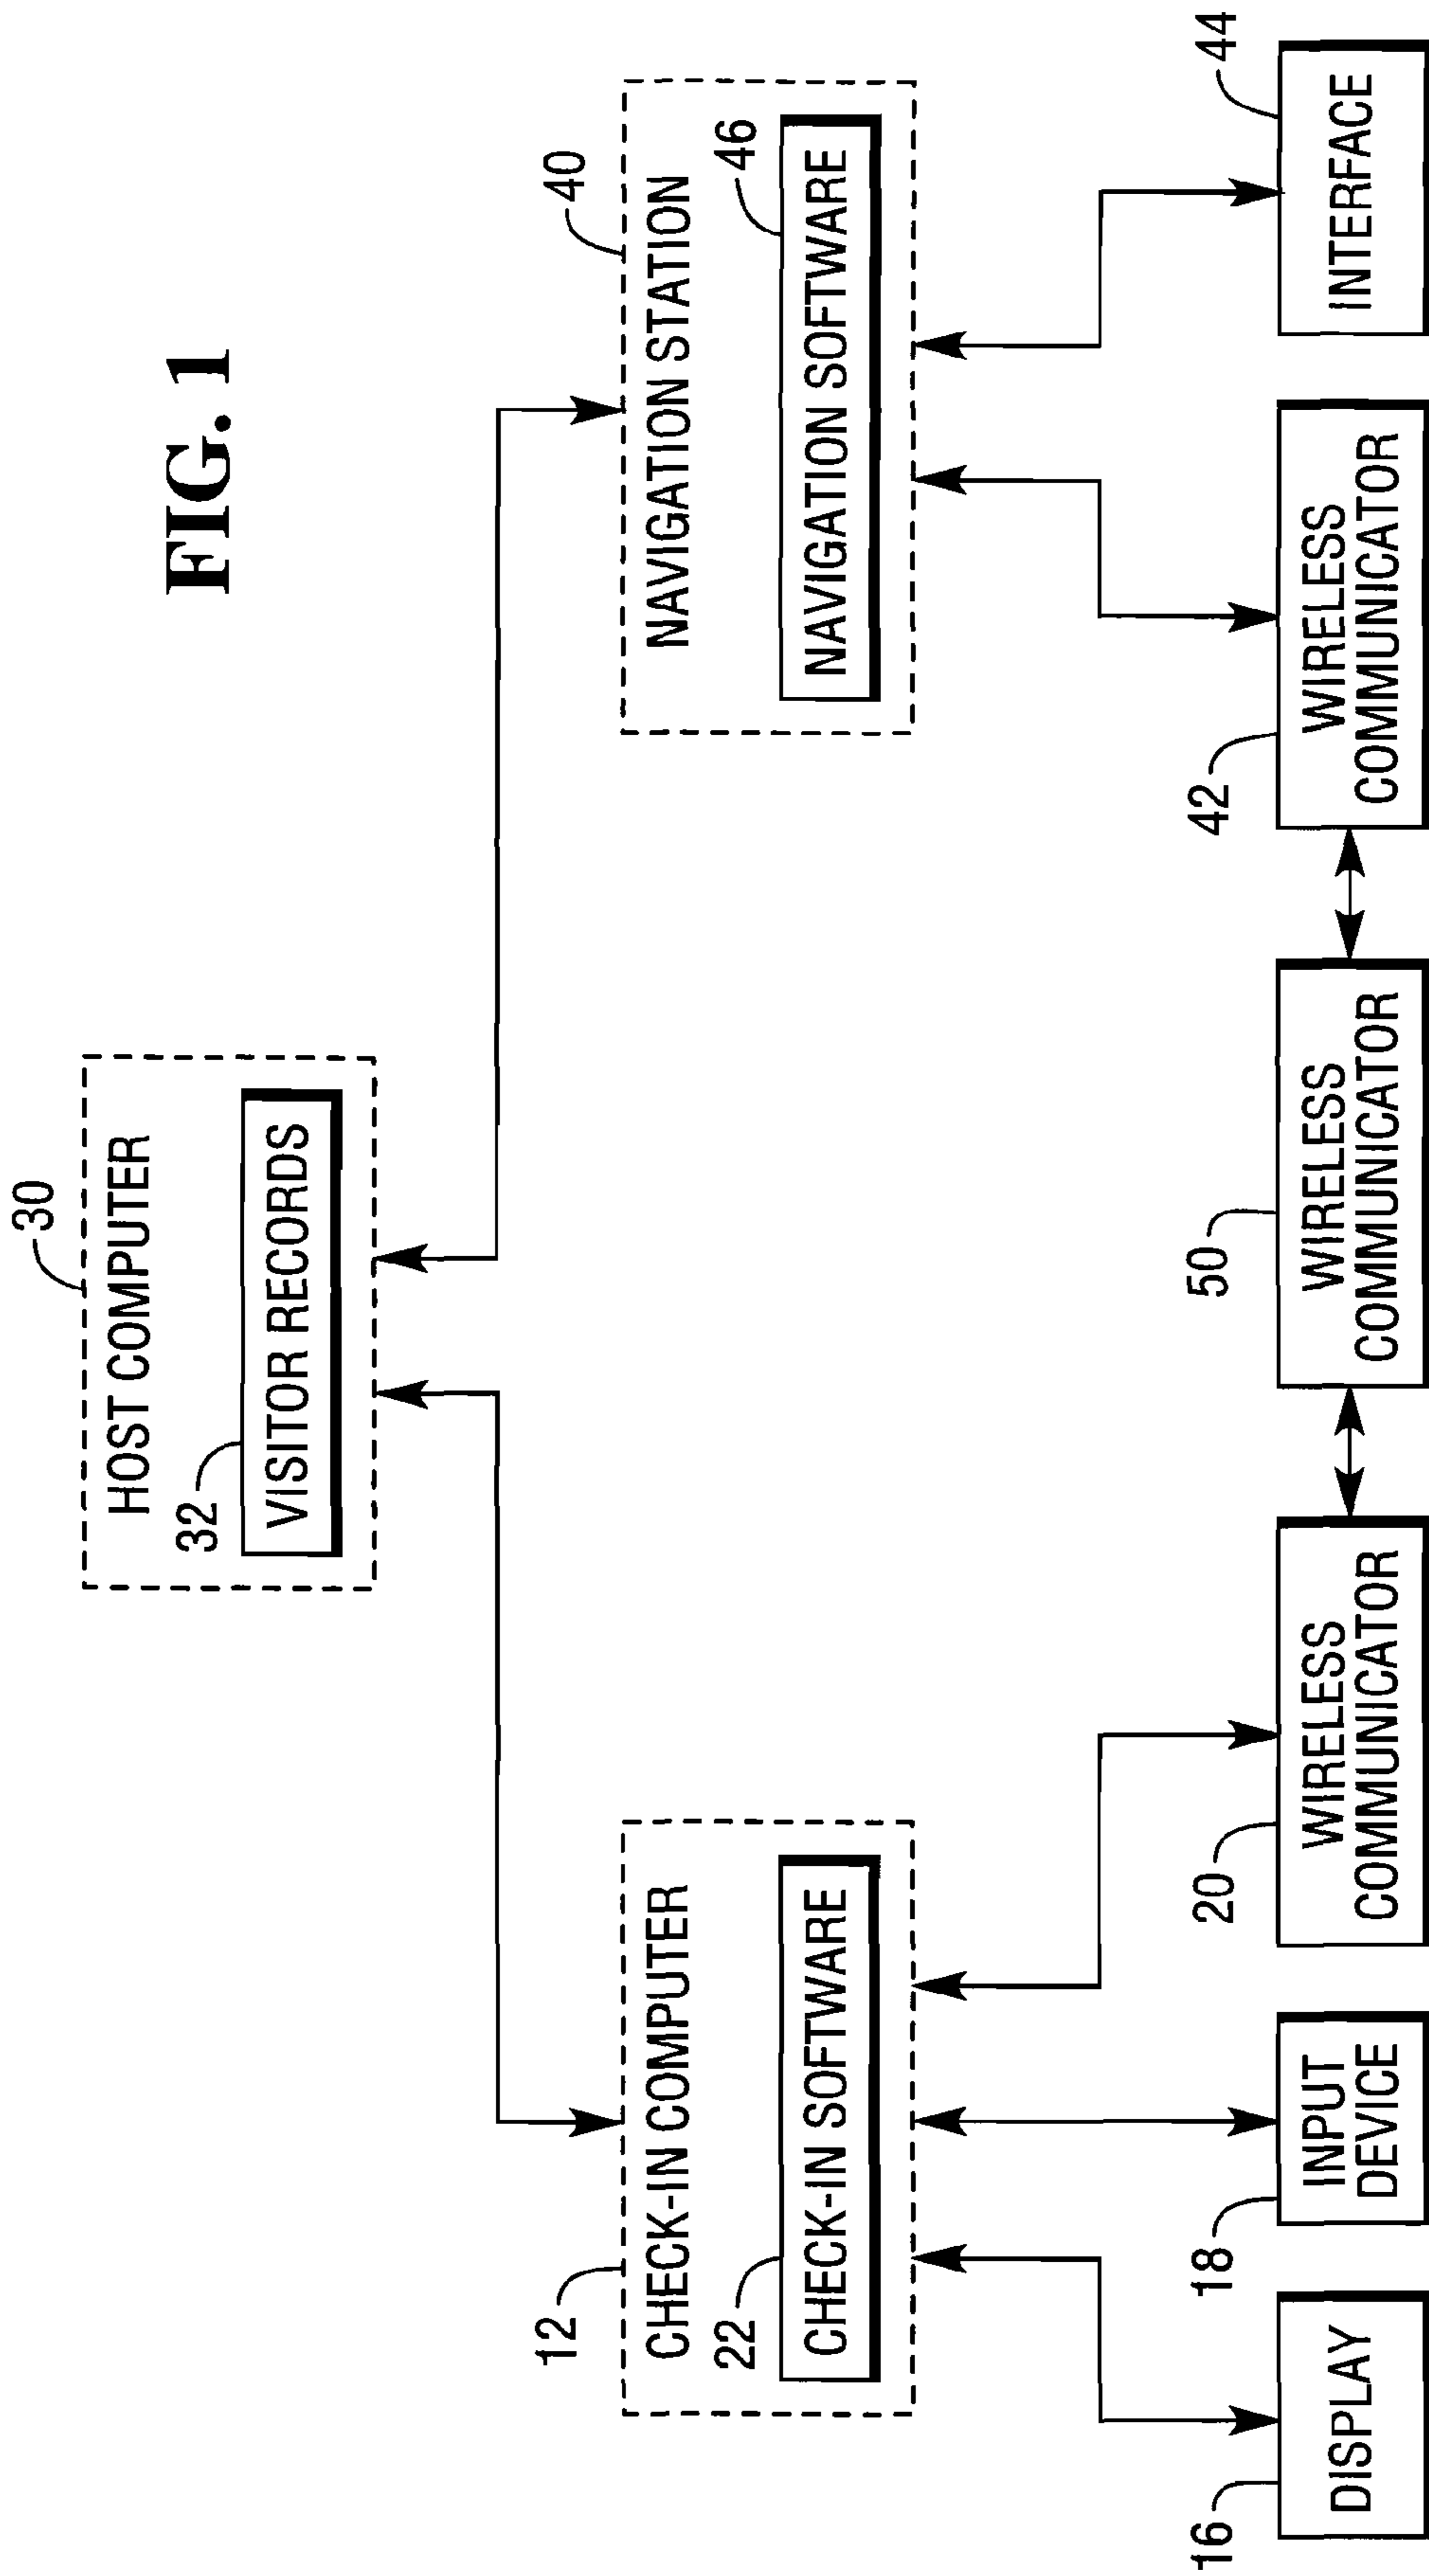 FIG. 1
30
HOST COMPUTER
32
VISITOR RECORDS
12
CHECK-IN COMPUTER
22
CHECK-IN SOFTWARE
40
NAVIGATION STATION
46
NAVIGATION SOFTWARE
16
DISPLAY
18
INPUT
DEVICE
20
WIRELESS
COMMUNICATOR
50
WIRELESS
COMMUNICATOR
42
WIRELESS
COMMUNICATOR
44
INTERFACE